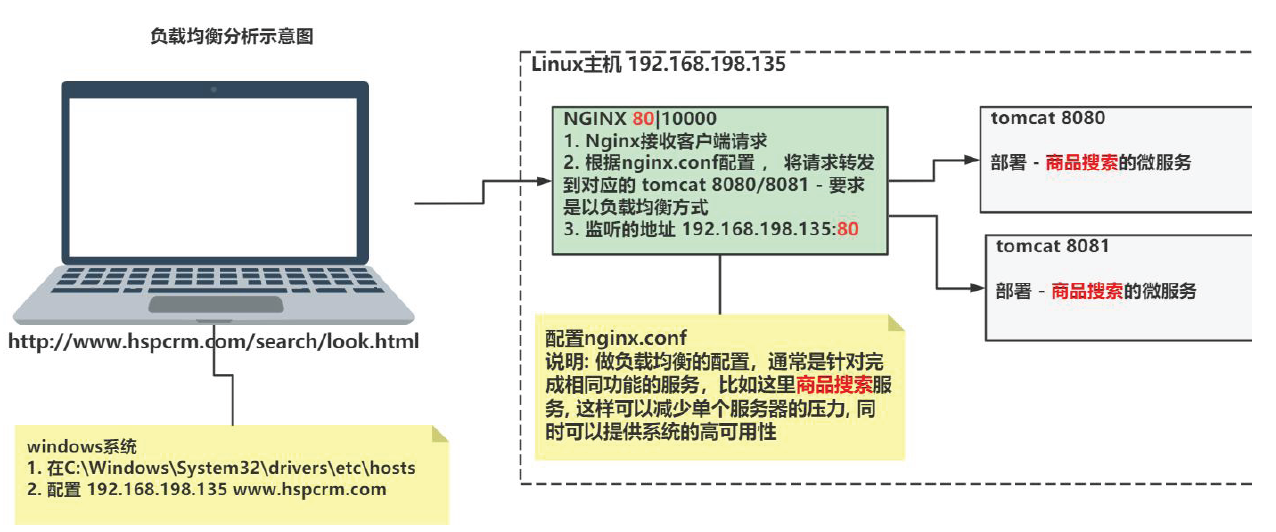 负载均衡分析示意图
Linux主机 192.168.198.135
NGINX 80|10000
1. Nginx接收客户端请求
2. 根据nginx.conf配置， 将请求转发
到对应的 tomcat 8080/8081 - 要求
是以负载均衡方式
3. 监听的地址 192.168.198.135:80
tomcat 8080
部署 - 商品搜索的微服务
tomcat 8081
部署 - 商品搜索的微服务
http://www.hspcrm.com/search/look.html
配置nginx.conf
说明: 做负载均衡的配置，通常是针对完
成相同功能的服务，比如这里商品搜索服
务, 这样可以减少单个服务器的压力, 同
时可以提供系统的高可用性
windows系统
1. 在C:\Windows\System32\drivers\etc\hosts
2. 配置 192.168.198.135 www.hspcrm.com